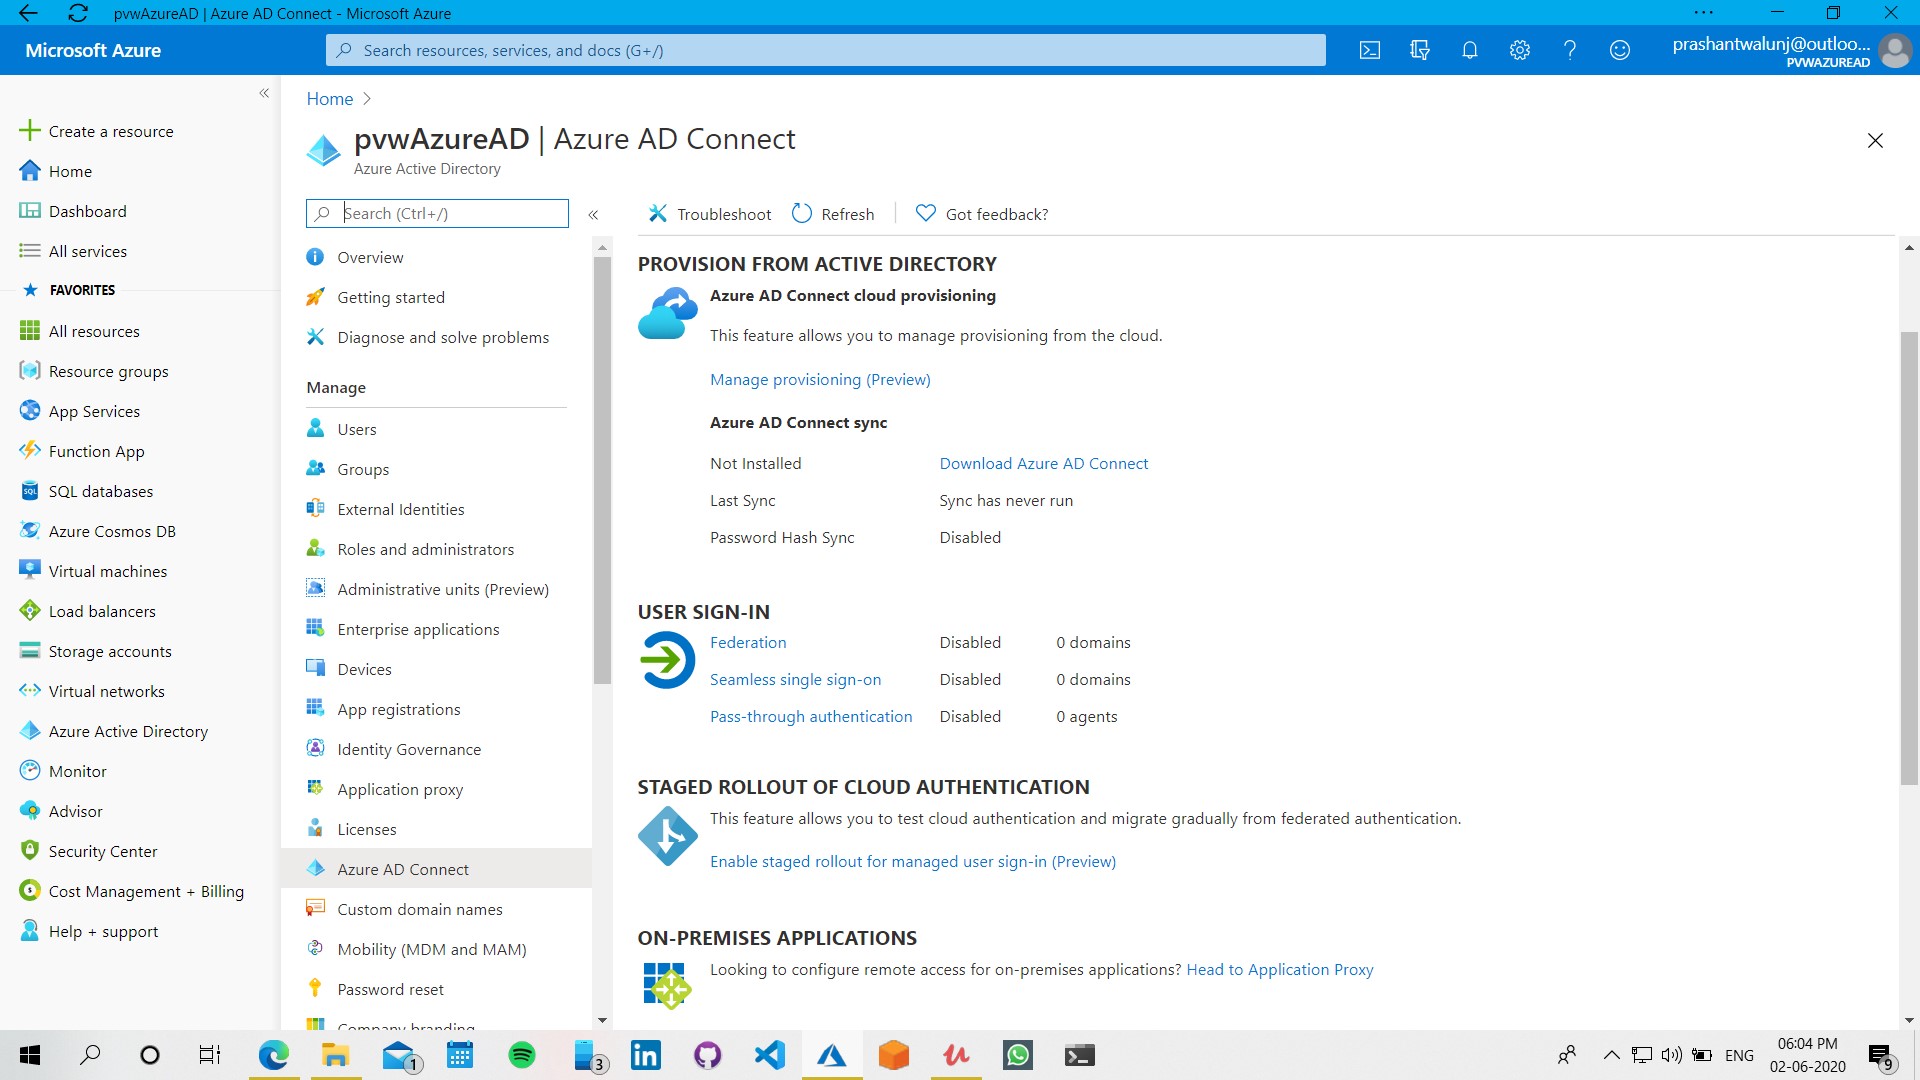 pvwAzureAD | Azure AD Connect - Microsoft Azure
Microsoft Azure
Search resources, services, and docs (G+/)
prashantwalunj@outloo...
PVWAZUREAD
Create a resource
Home
Dashboard
All services
FAVORITES
All resources
Resource groups
App Services
Function App
SQL databases
Azure Cosmos DB
Virtual machines
Load balancers
Storage accounts
Virtual networks
Azure Active Directory
Monitor
Advisor
Security Center
Cost Management + Billing
Help + support
Home
pvwAzureAD | Azure AD Connect
Azure Active Directory
Search (Ctrl+/)
Overview
Getting started
Diagnose and solve problems
Manage
Users
Groups
External Identities
Roles and administrators
Administrative units (Preview)
Enterprise applications
Devices
App registrations
Identity Governance
Application proxy
Licenses
Azure AD Connect
Custom domain names
Mobility (MDM and MAM)
Password reset
Company branding
Troubleshoot
Refresh
Got feedback?
PROVISION FROM ACTIVE DIRECTORY
Azure AD Connect cloud provisioning
This feature allows you to manage provisioning from the cloud.
Manage provisioning (Preview)
Azure AD Connect sync
Not Installed Download Azure AD Connect
Last Sync Sync has never run
Password Hash Sync Disabled
USER SIGN-IN
Federation Disabled 0 domains
Seamless single sign-on Disabled 0 domains
Pass-through authentication Disabled 0 agents
STAGED ROLLOUT OF CLOUD AUTHENTICATION
This feature allows you to test cloud authentication and migrate gradually from federated authentication.
Enable staged rollout for managed user sign-in (Preview)
ON-PREMISES APPLICATIONS
Looking to configure remote access for on-premises applications? Head to Application Proxy
1
3
ENG
06:04 PM
02-06-2020
9